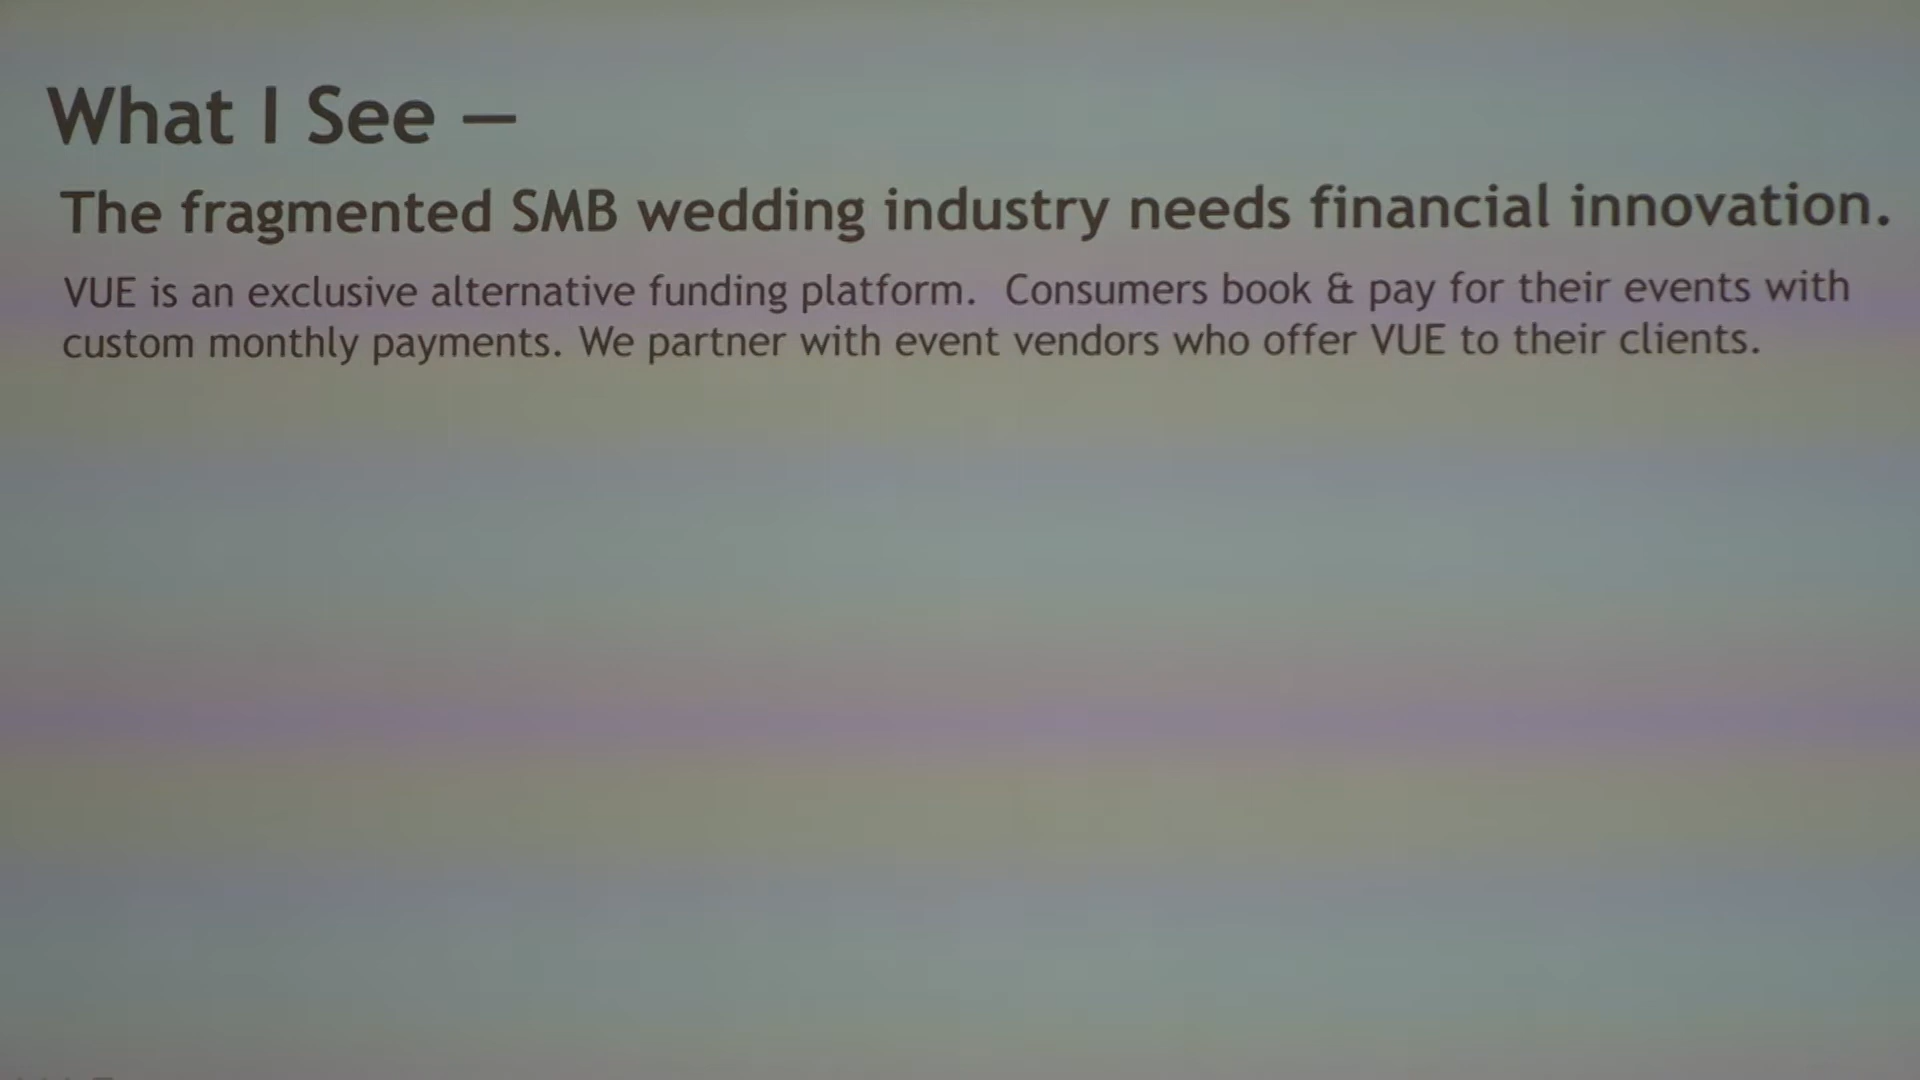 What I See —
The fragmented SMB wedding industry needs financial innovation.
VUE is an exclusive alternative funding platform. Consumers book & pay for their events with
custom monthly payments. We partner with event vendors who offer VUE to their clients.